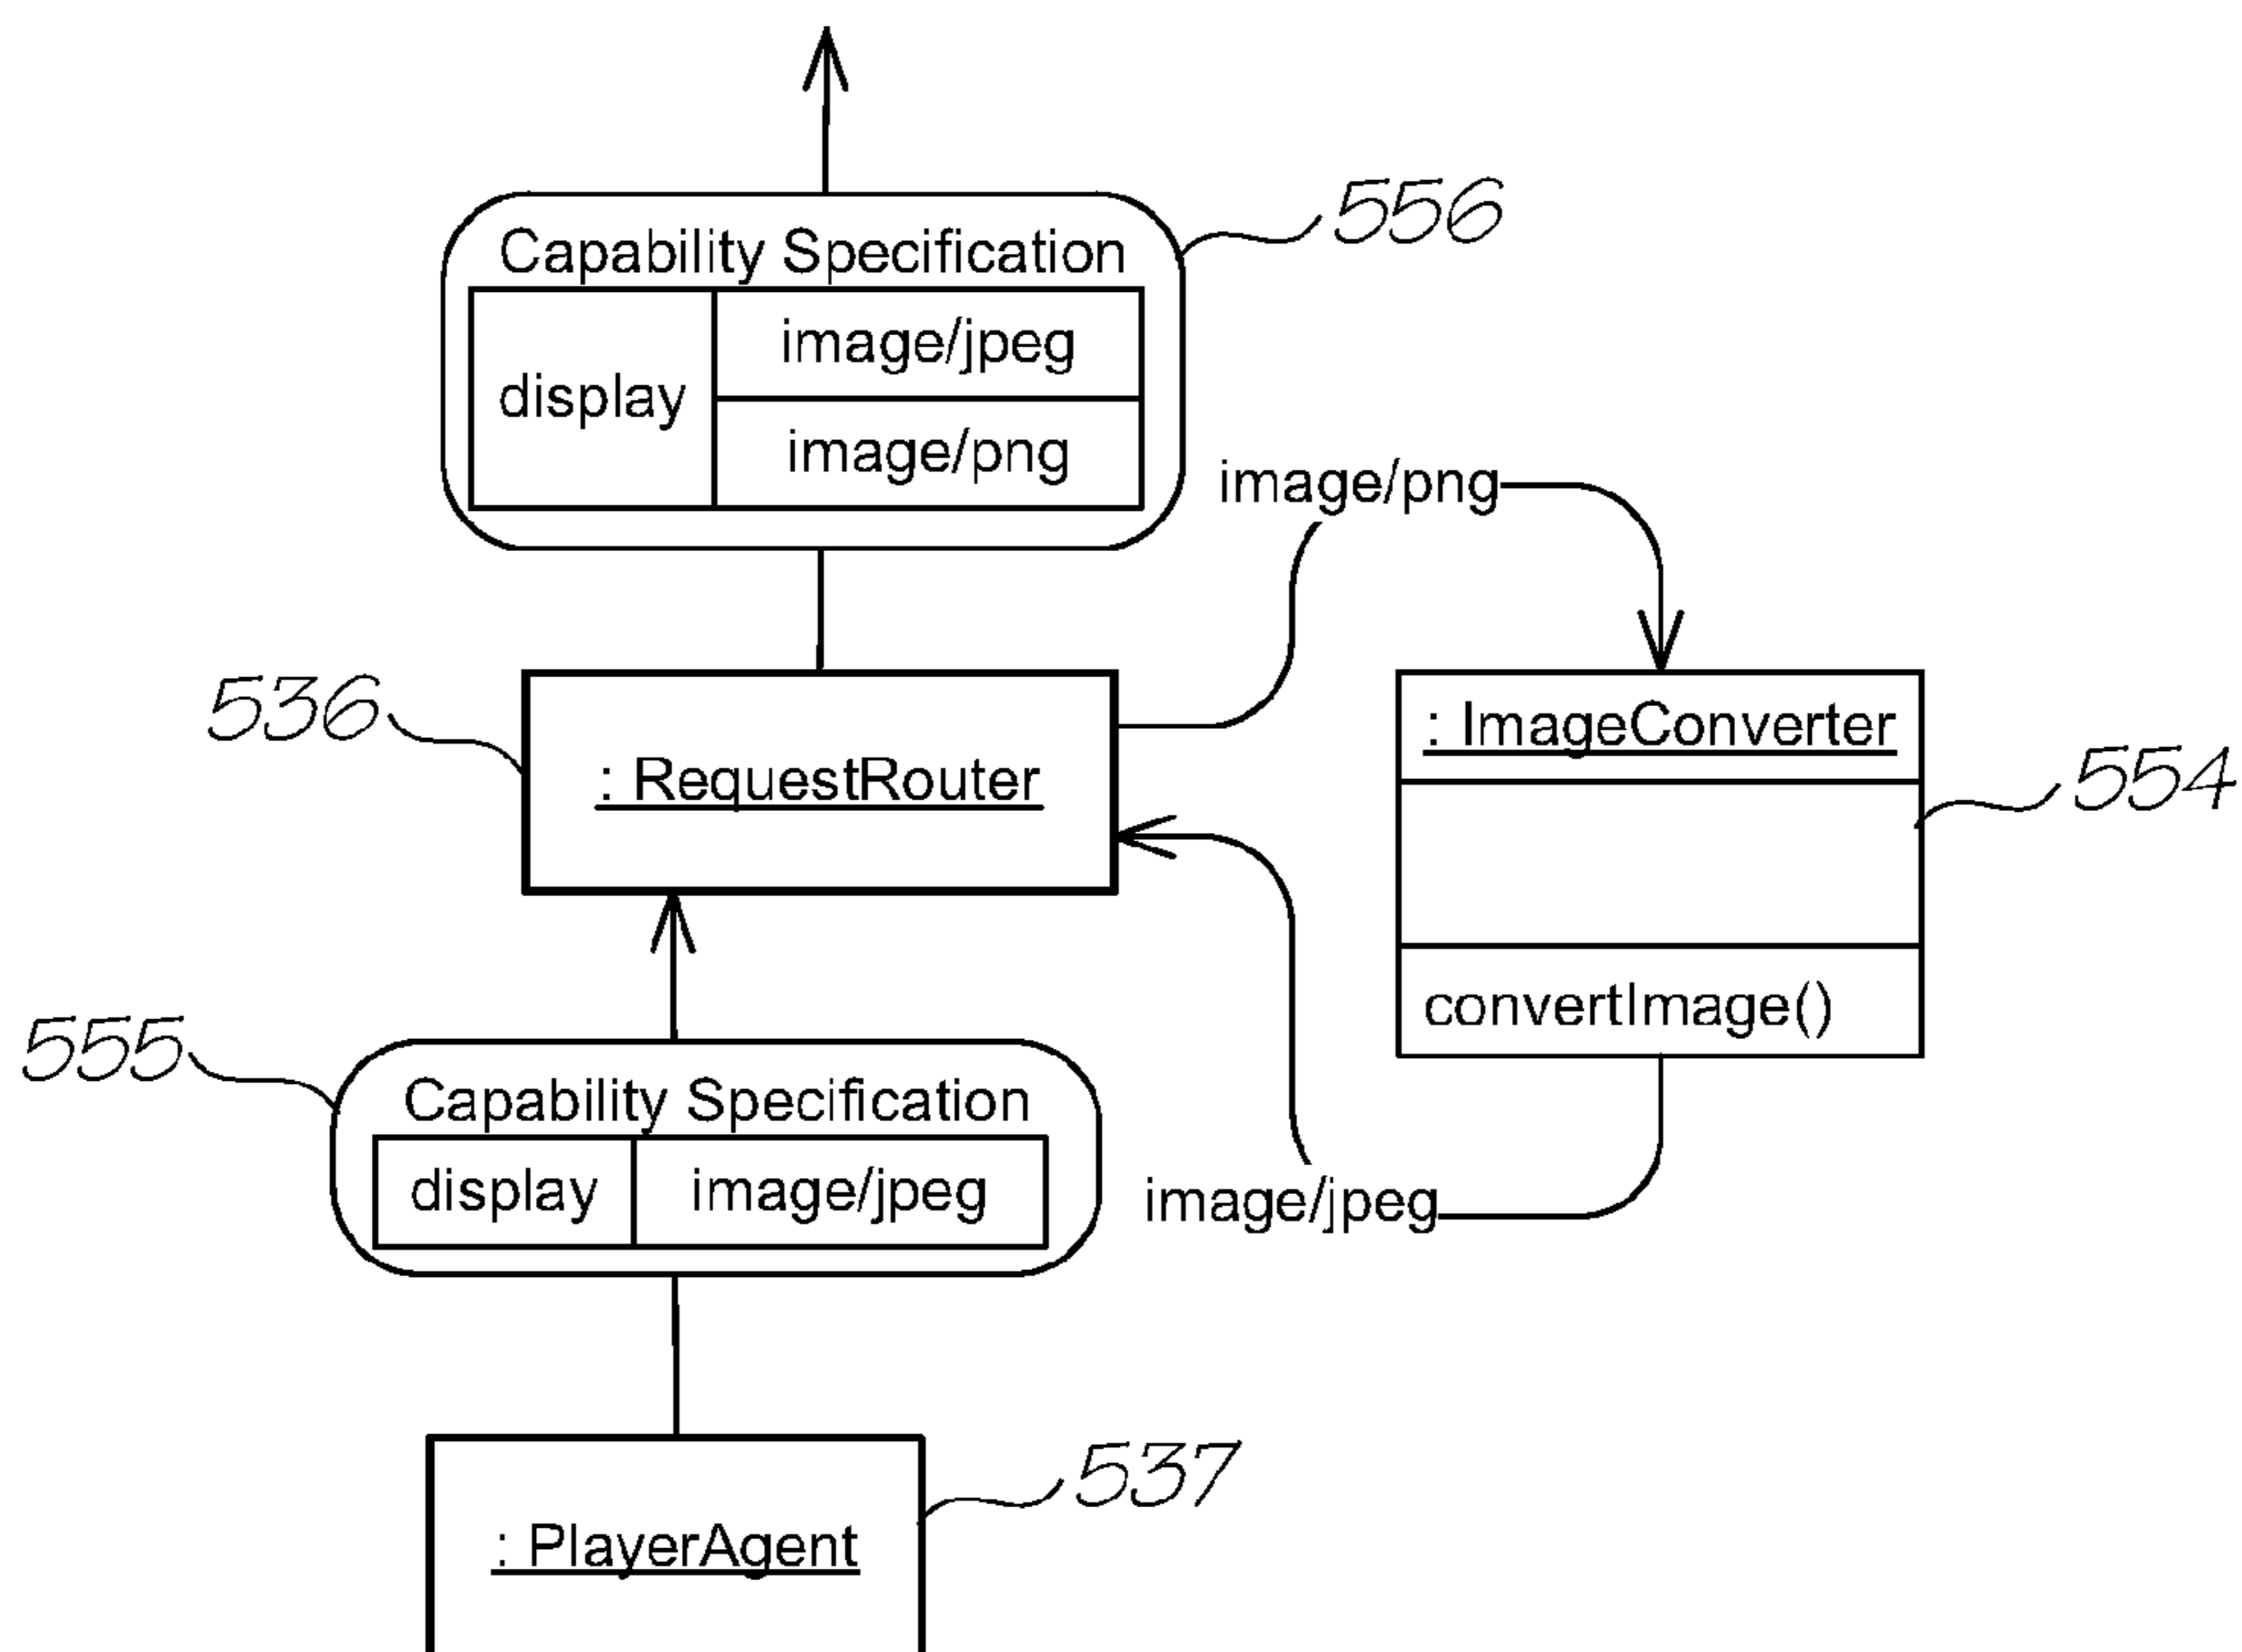 556
Capability Specification
display
image/jpeg
image/png
image/png
536
: RequestRouter
: ImageConverter
554
convertImage()
555
Capability Specification
display
image/jpeg
image/jpeg
537
: PlayerAgent